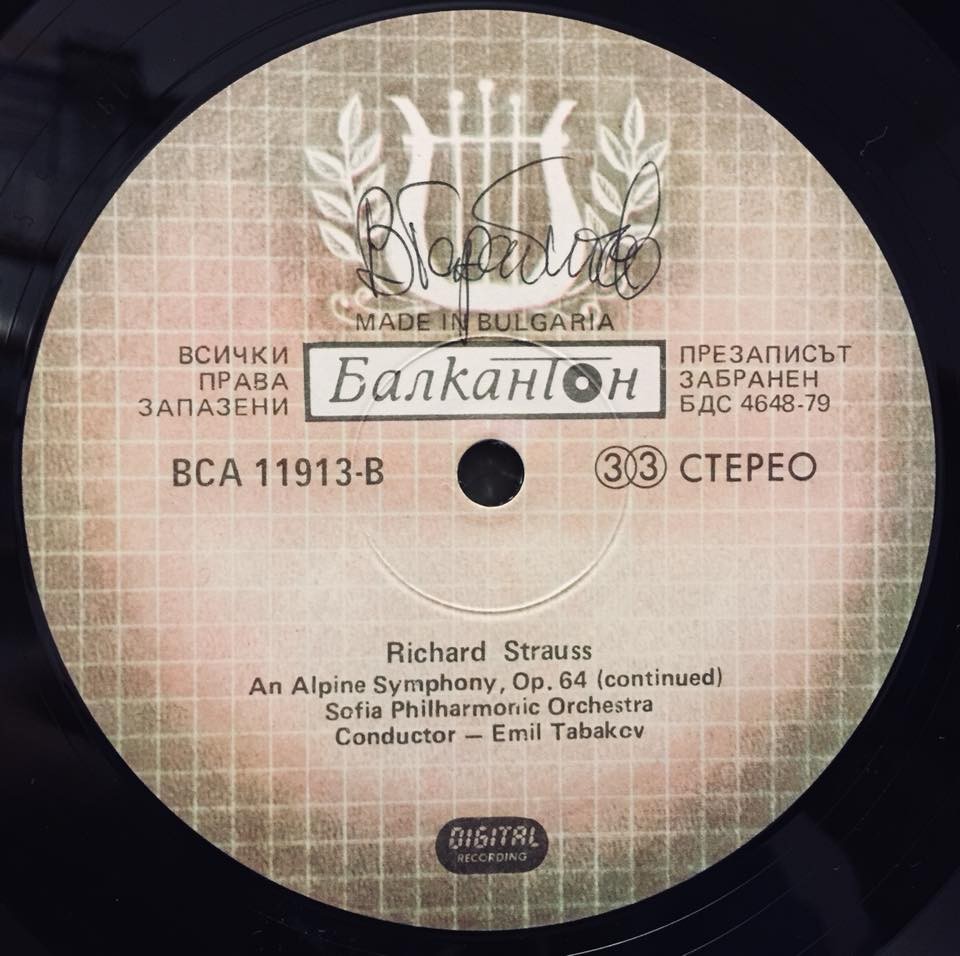 MADE IN BULGARIA
ВСИЧКИ
ПРАВА
ЗАПАЗЕНИ
Балкантон
ПРЕЗАПИСЪТ
ЗАБРАНЕН
БДС 4648-79
ВСА 11913-В
33 СТЕРЕО
Richard Strauss
An Alpine Symphony, Op. 64 (continued)
Sofia Philharmonic Orchestra
Conductor — Emil Tabakov
DIGITAL
RECORDING